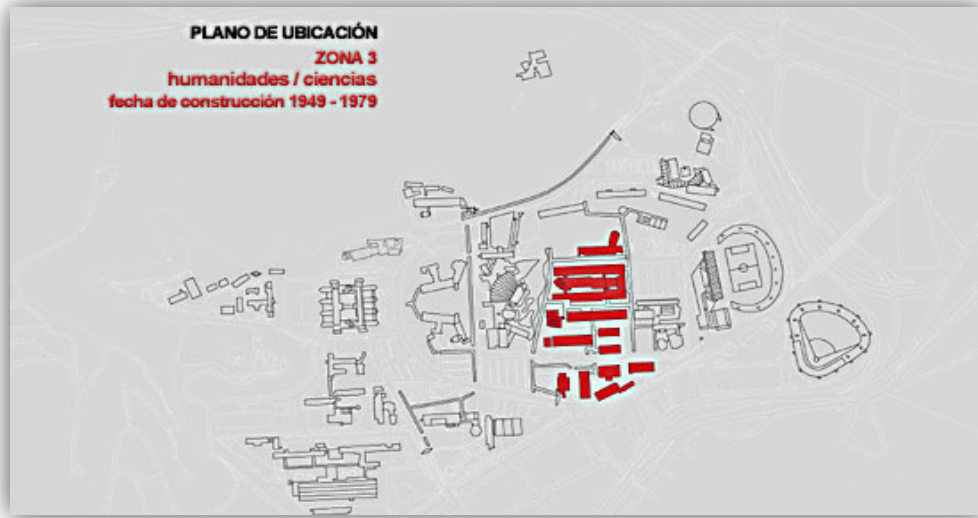 PLANO DE UBICACIÓN
ZONA 3
humanidades / ciencias
fecha de construcción 1949 - 1979